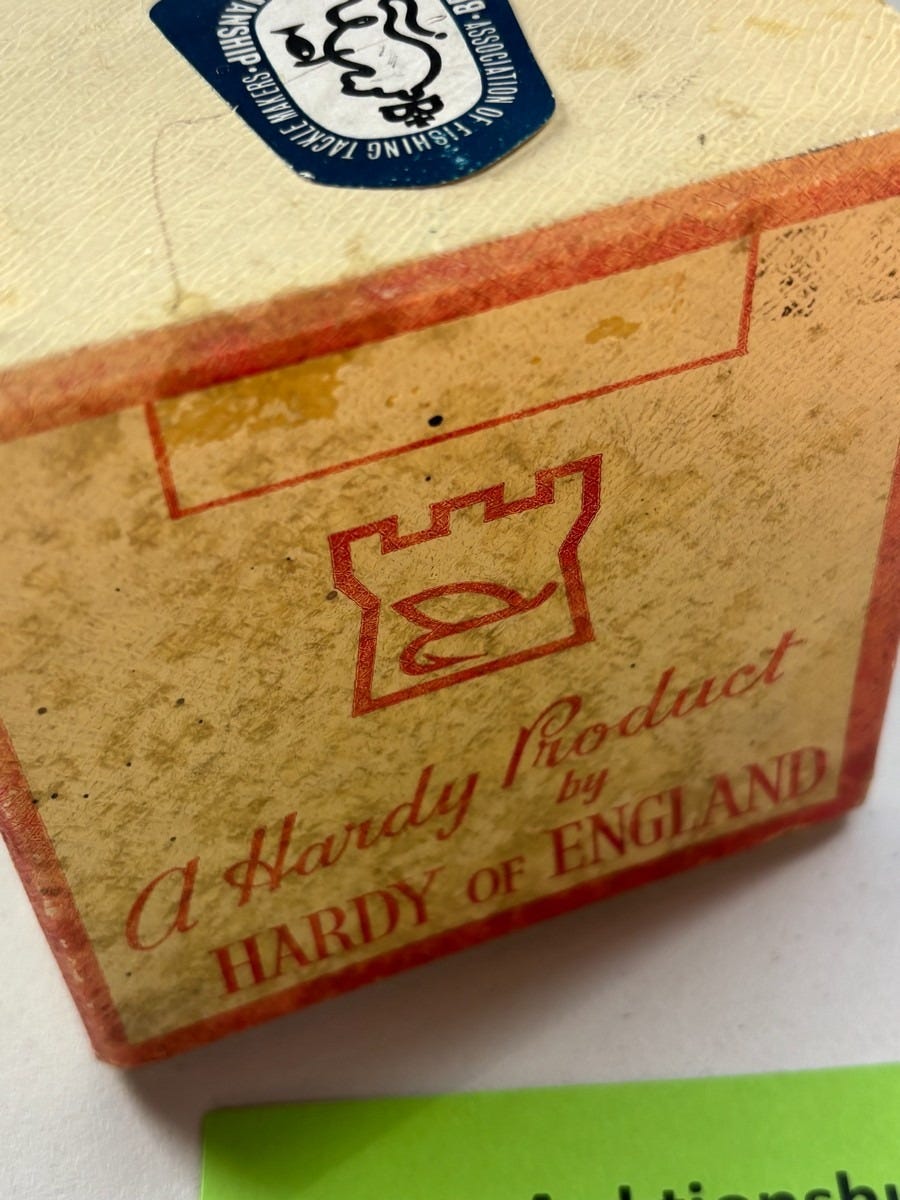 ASSOCIATION OF FISHING TACKLE MAKERS
A Hardy Product
by
HARDY OF ENGLAND